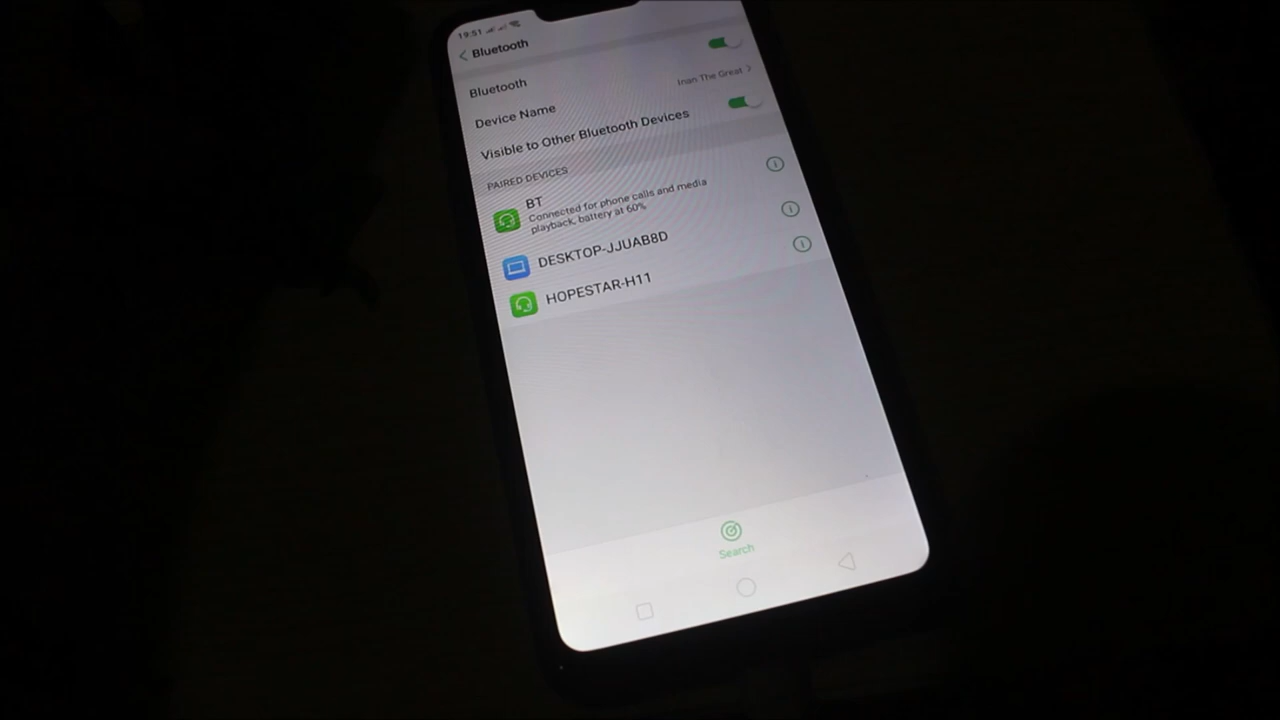 19:51
Bluetooth
Bluetooth
Device Name
Inan The Great
Visible to Other Bluetooth Devices
PAIRED DEVICES
BT
Connected for phone calls and media
playback, battery at 60%
DESKTOP-JJUAB8D
HOPESTAR-H11
Search